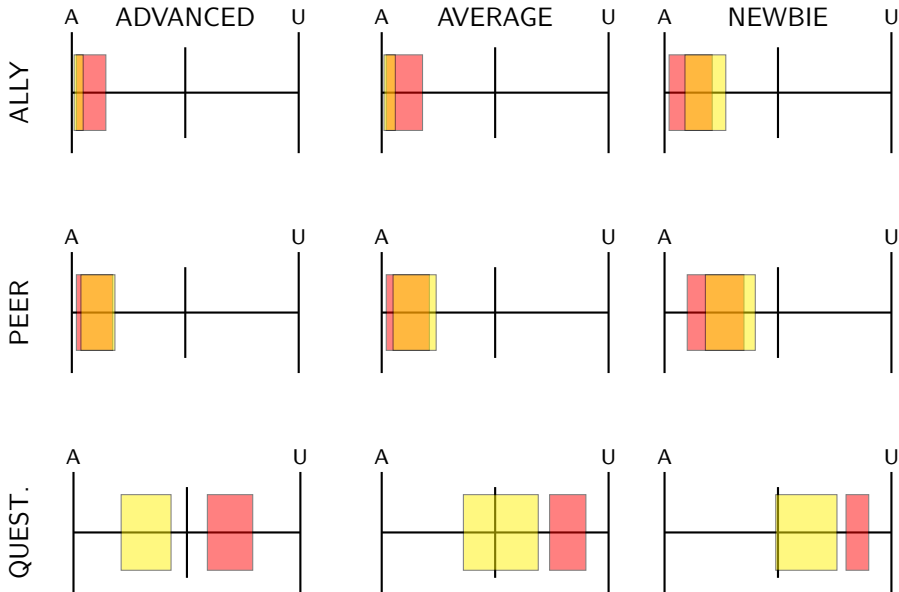 A ADVANCED U A AVERAGE U A NEWBIE U
ALLY
A U A U A U
PEER
A U A U A U
QUEST.